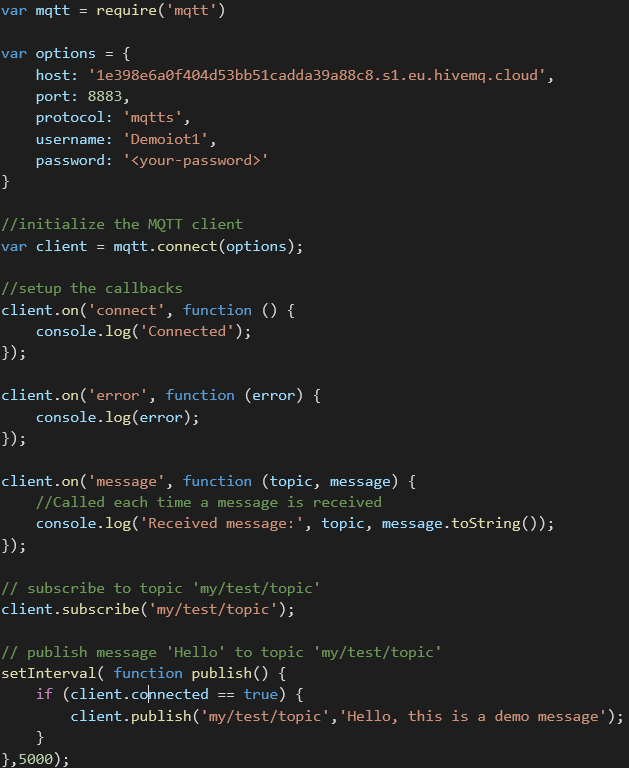 var mqtt = require('mqtt')

var options = {
    host: '1e398e6a0f404d53bb51cadda39a88c8.s1.eu.hivemq.cloud',
    port: 8883,
    protocol: 'mqtts',
    username: 'Demoiot1',
    password: '<your-password>'
}

//initialize the MQTT client
var client = mqtt.connect(options);

//setup the callbacks
client.on('connect', function () {
    console.log('Connected');
});

client.on('error', function (error) {
    console.log(error);
});

client.on('message', function (topic, message) {
    //Called each time a message is received
    console.log('Received message:', topic, message.toString());
});

// subscribe to topic 'my/test/topic'
client.subscribe('my/test/topic');

// publish message 'Hello' to topic 'my/test/topic'
setInterval( function publish() {
    if (client.connected == true) {
        client.publish('my/test/topic','Hello, this is a demo message');
    }
},5000);